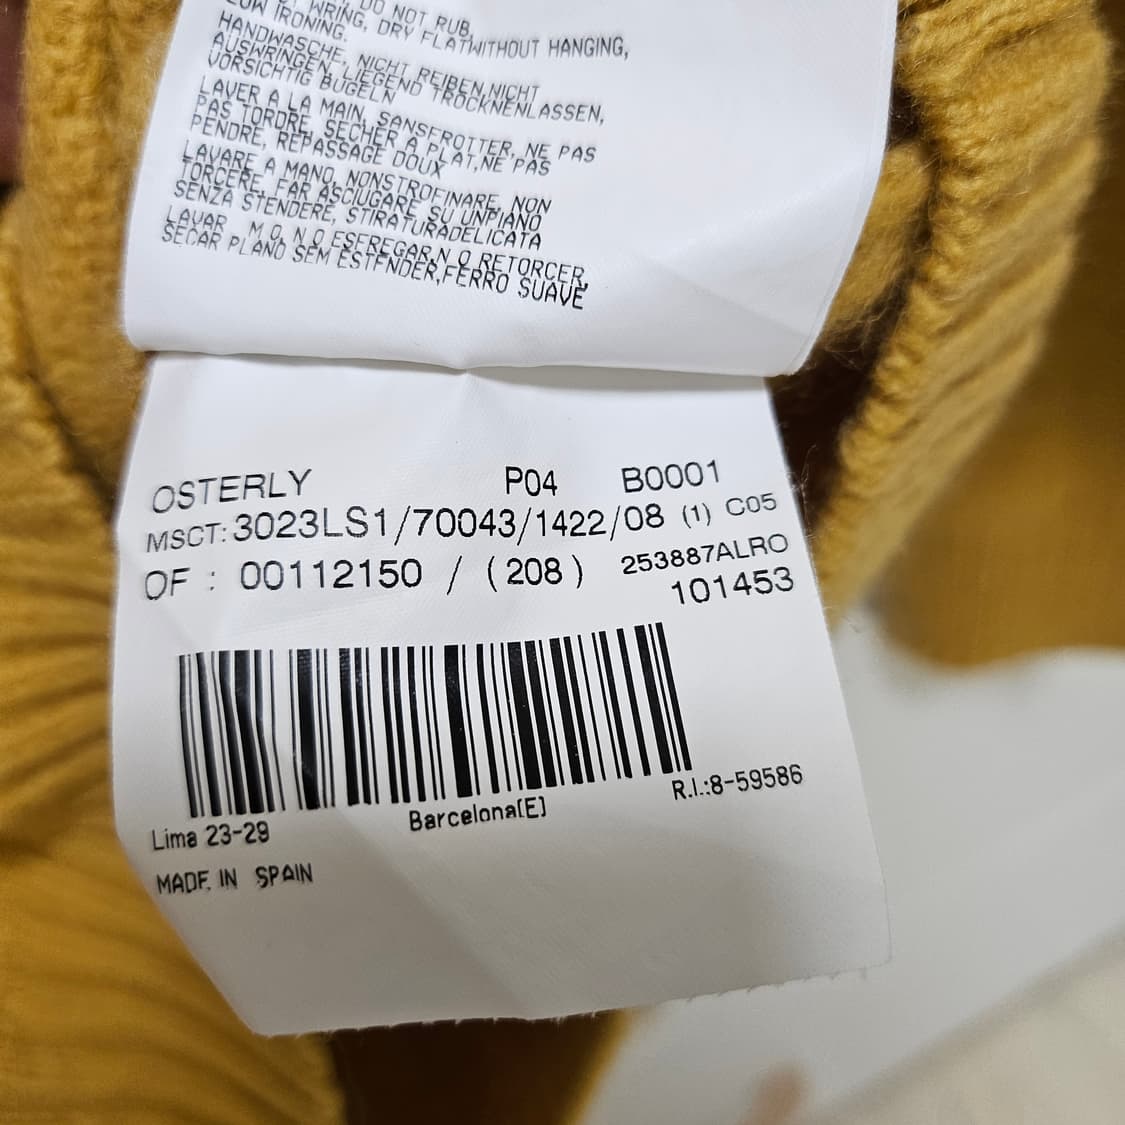 DO NOT RUB,
WRING, DRY FLATWITHOUT HANGING,
LOW IRONING.
HANDWASCHE, NICHT REIBEN,NICHT
AUSWRINGEN, LIEGEND TROCKNENLASSEN,
VORSICHTIG BUGELN
LAVER A LA MAIN, SANSFROTTER, NE PAS
PAS TORDRE, SECHER A PLAT,NE PAS
PENDRE, REPASSAGE DOUX
LAVARE A MANO, NONSTROFINARE, NON
TORCERE, FAR ASCIUGARE SU UNPIANO
SENZA STENDERE, STIRATURADELICATA
LAVAR M O, N O ESFREGAR,N O RETORCER,
SECAR PLANO SEM ESTENDER,FERRO SUAVE
OSTERLY P04 B0001
MSCT:3023LS1/70043/1422/08 (1) C05
OF : 00112150 / (208) 253887ALRO
101453
Lima 23-29 Barcelona[E] R.I.:8-59586
MADE IN SPAIN